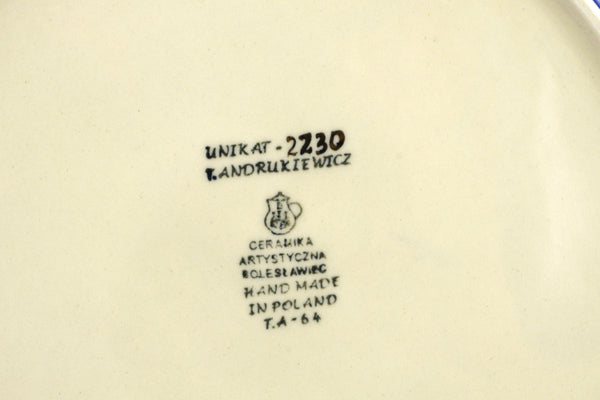 UNIKAT - 2230
T. ANDRUKIEWICZ
CERAMIKA
ARTYSTYCZNA
BOLESŁAWIEC
HAND MADE
IN POLAND
T.A-64